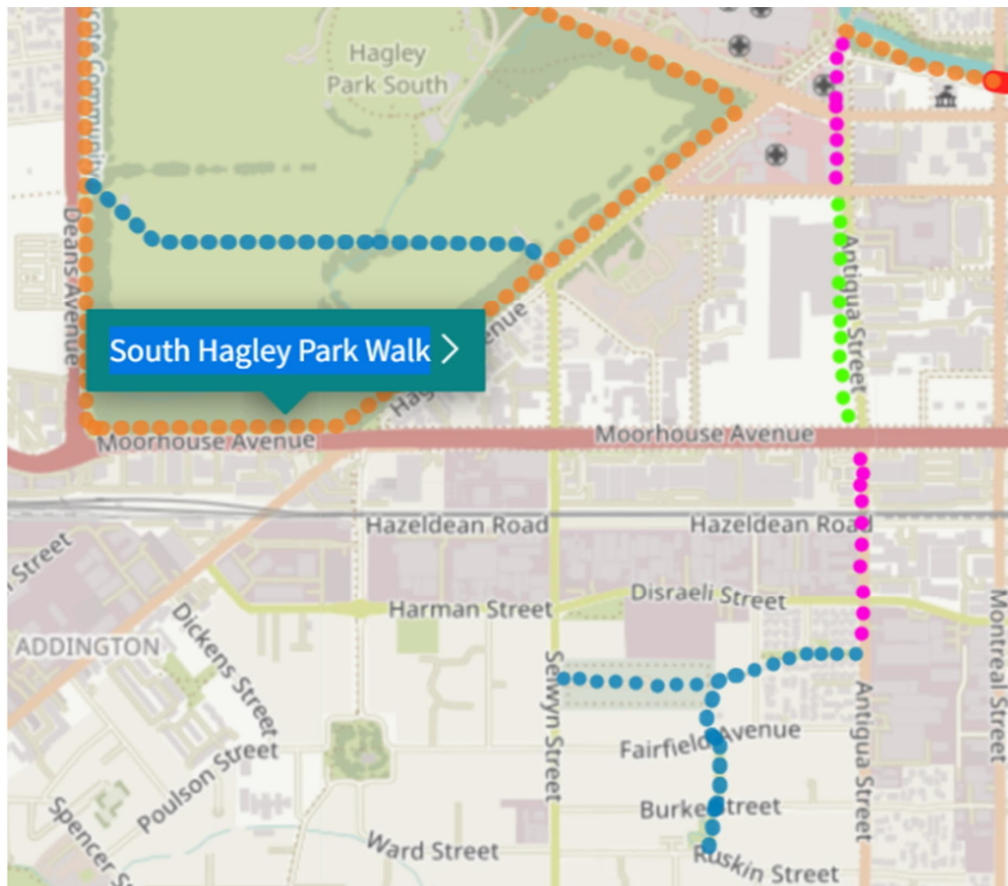 Hagley
Park South
Deans Avenue
Antigua Street
South Hagley Park Walk
Moorhouse Avenue
Moorhouse Avenue
Hazeldean Road
Hazeldean Road
Street
Harman Street
Disraeli Street
ADDINGTON
Dickens Street
Selwyn Street
Montreal Street
Antigua Street
Fairfield Avenue
Poulson Street
Burke Street
Spencer
Ward Street
Ruskin Street